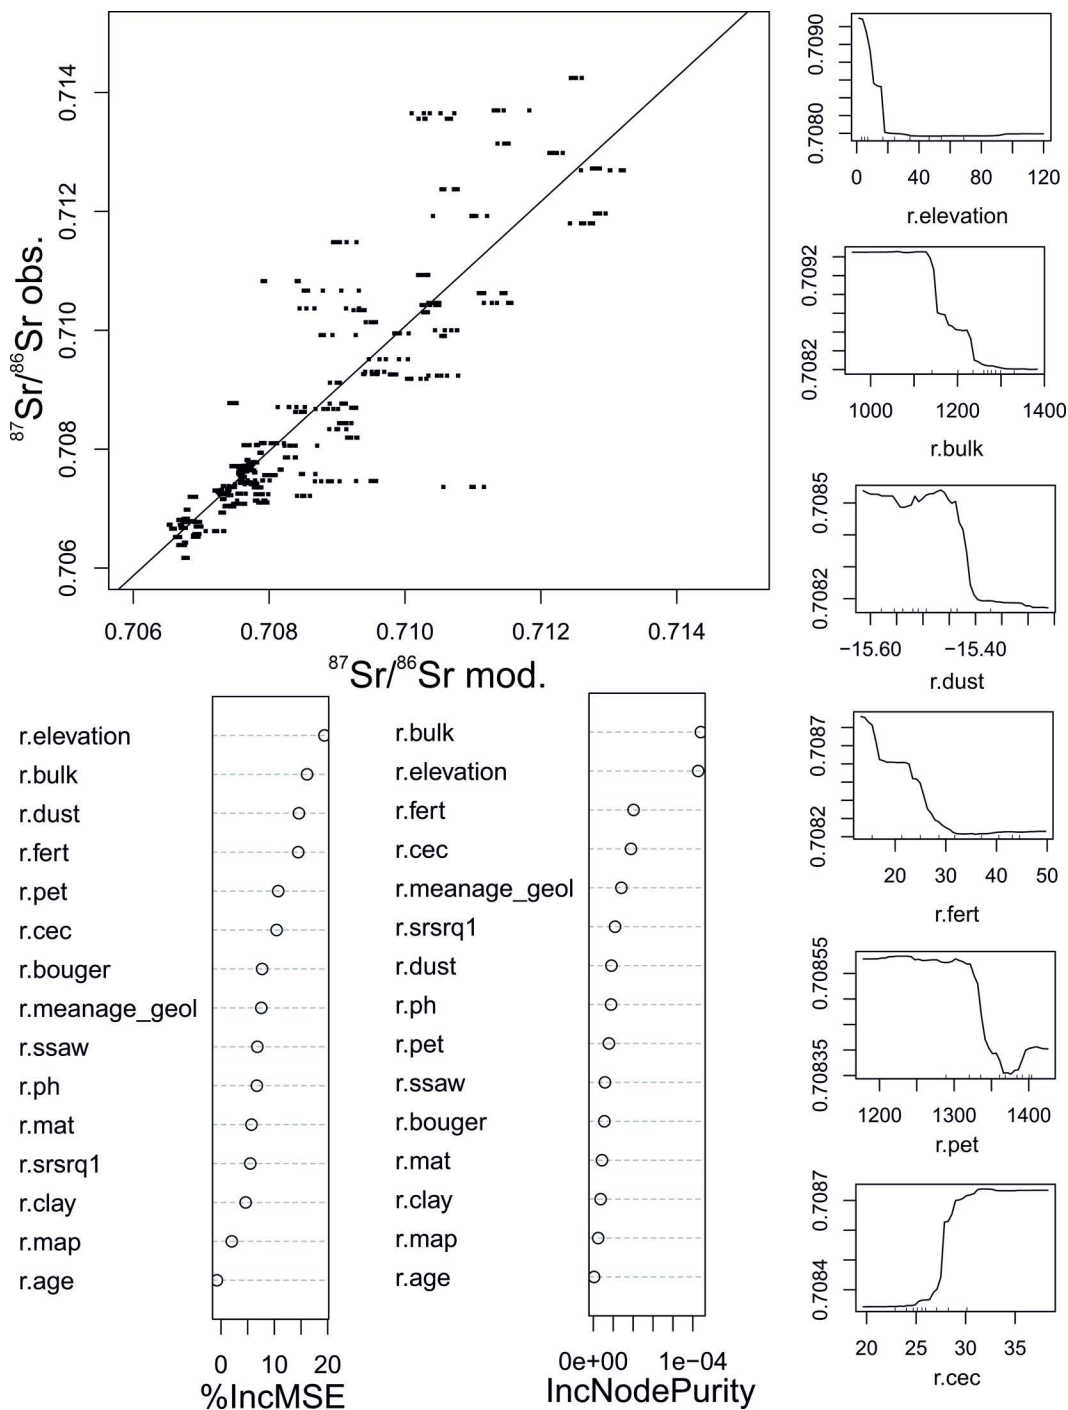 0.714
0.712
0.710
0.708
0.706
87Sr/86Sr obs.
0.706 0.708 0.710 0.712 0.714
87Sr/86Sr mod.
r.elevation
r.bulk
r.dust
r.fert
r.pet
r.cec
r.bouger
r.meanage_geol
r.ssaw
r.ph
r.mat
r.srsrq1
r.clay
r.map
r.age
0 10 20
%IncMSE
r.bulk
r.elevation
r.fert
r.cec
r.meanage_geol
r.srsrq1
r.dust
r.ph
r.pet
r.ssaw
r.bouger
r.mat
r.clay
r.map
r.age
0e+00 1e-04
IncNodePurity
0.7090
0.7080
0 40 80 120
r.elevation
0.7092
0.7082
1000 1200 1400
r.bulk
0.7085
0.7082
−15.60 −15.40
r.dust
0.7087
0.7082
20 30 40 50
r.fert
0.70855
0.70835
1200 1300 1400
r.pet
0.7087
0.7084
20 25 30 35
r.cec